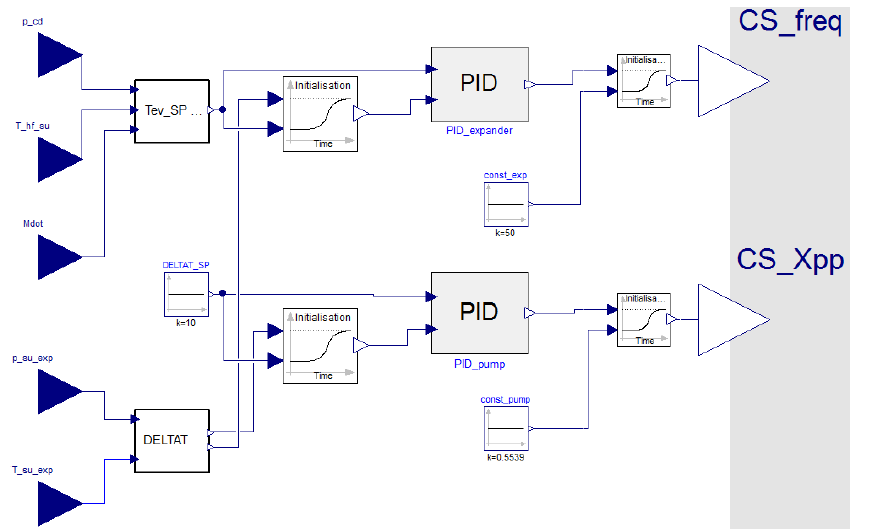 p_cd
CS_freq
Initialisation
Initialisa...
PID
Tev_SP ...
T_hf_su
Time
Time
PID_expander
const_exp
k=50
Mdot
DELTAT_SP
k=10
CS_Xpp
Initialisation
Initialisa...
PID
Time
Time
p_su_exp
PID_pump
const_pump
k=0.5539
DELTAT
T_su_exp